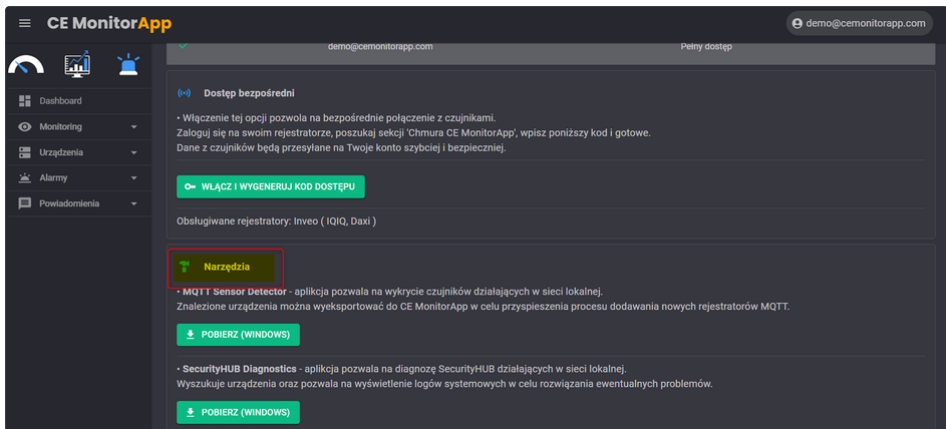 CE MonitorApp
demo@cemonitorapp.com
demo@cemonitorapp.com Pełny dostęp
Dashboard
Monitoring
Urządzenia
Alarmy
Powiadomienia
Dostęp bezpośredni
• Włączenie tej opcji pozwola na bezpośrednie połączenie z czujnikami.
Zaloguj się na swoim rejestratorze, poszukaj sekcji 'Chmura CE MonitorApp', wpisz poniższy kod i gotowe.
Dane z czujników będą przesyłane na Twoje konto szybciej i bezpieczniej.
WŁĄCZ I WYGENERUJ KOD DOSTĘPU
Obsługiwane rejestratory: Inveo ( IQIQ, Daxi )
Narzędzia
• MQTT Sensor Detector - aplikacja pozwala na wykrycie czujników działających w sieci lokalnej.
Znalezione urządzenia można wyeksportować do CE MonitorApp w celu przyspieszenia procesu dodawania nowych rejestratorów MQTT.
POBIERZ (WINDOWS)
• SecurityHUB Diagnostics - aplikacja pozwala na diagnozę SecurityHUB działających w sieci lokalnej.
Wyszukuje urządzenia oraz pozwala na wyświetlenie logów systemowych w celu rozwiązania ewentualnych problemów.
POBIERZ (WINDOWS)